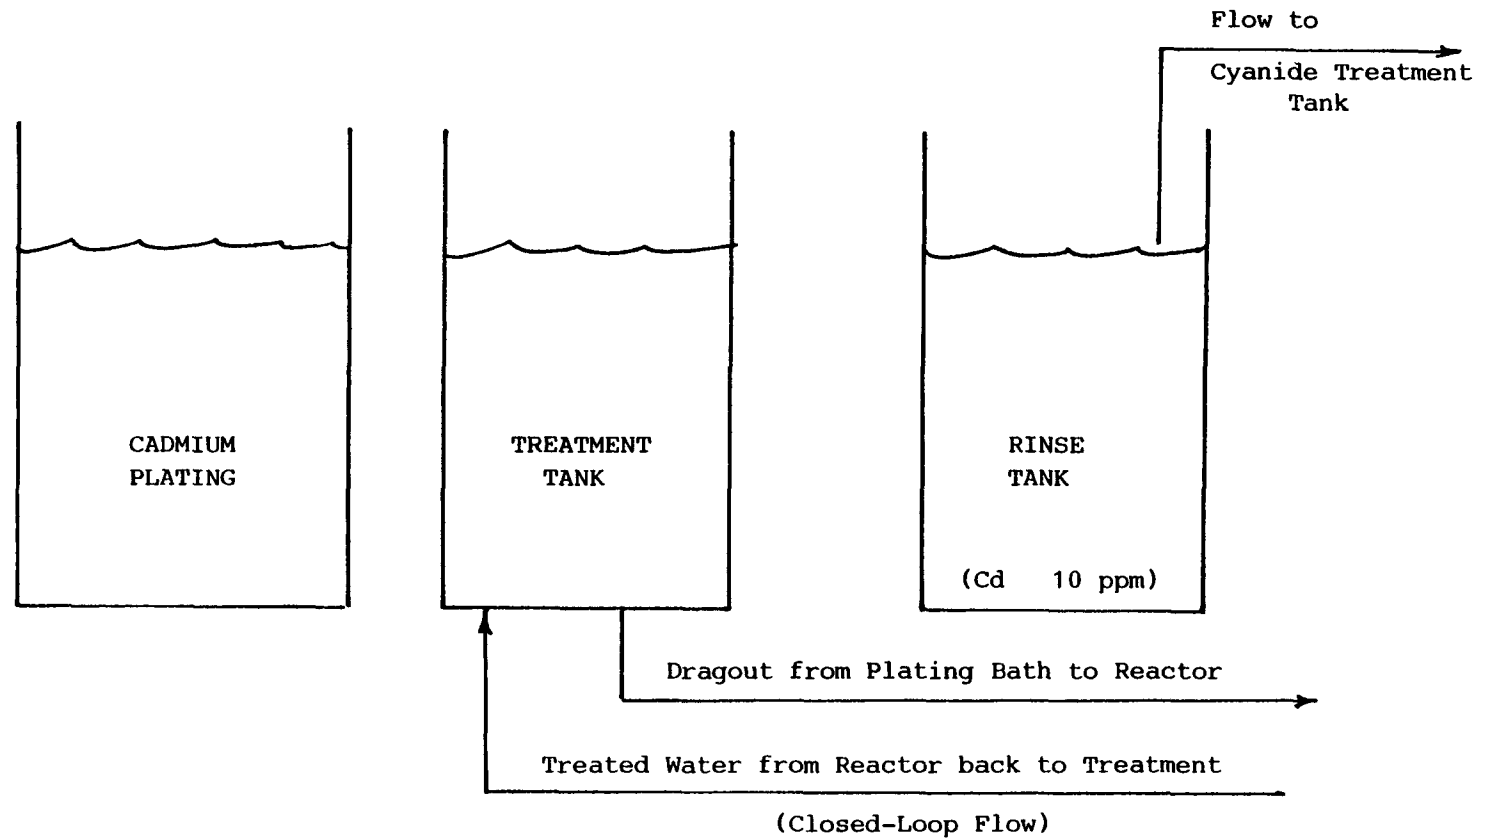 Flow to
Cyanide Treatment
Tank
CADMIUM
PLATING
TREATMENT
TANK
RINSE
TANK
(Cd 10 ppm)
Dragout from Plating Bath to Reactor
Treated Water from Reactor back to Treatment
(Closed-Loop Flow)